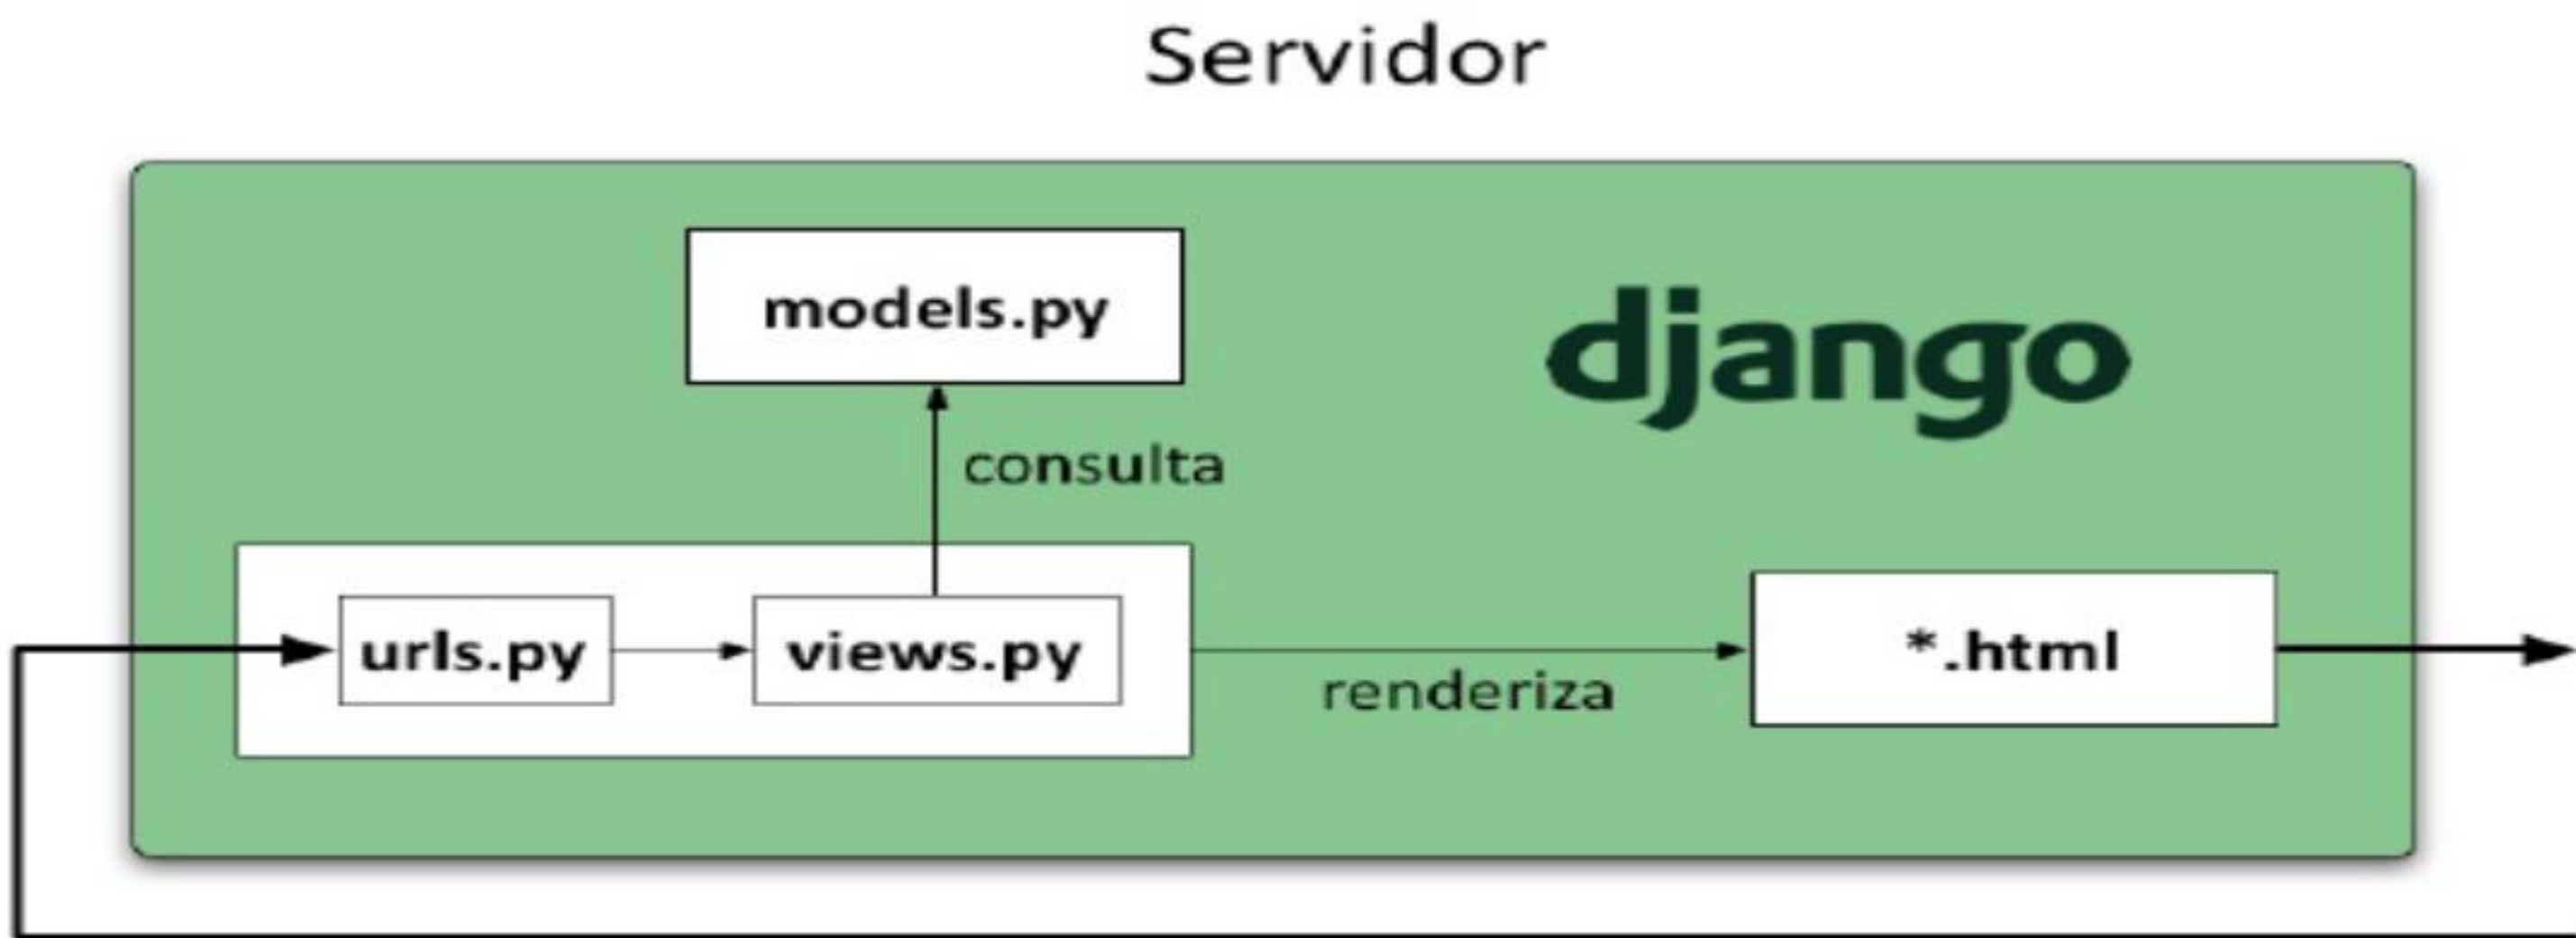 Servidor
models.py
django
consulta
urls.py
views.py
renderiza
*.html